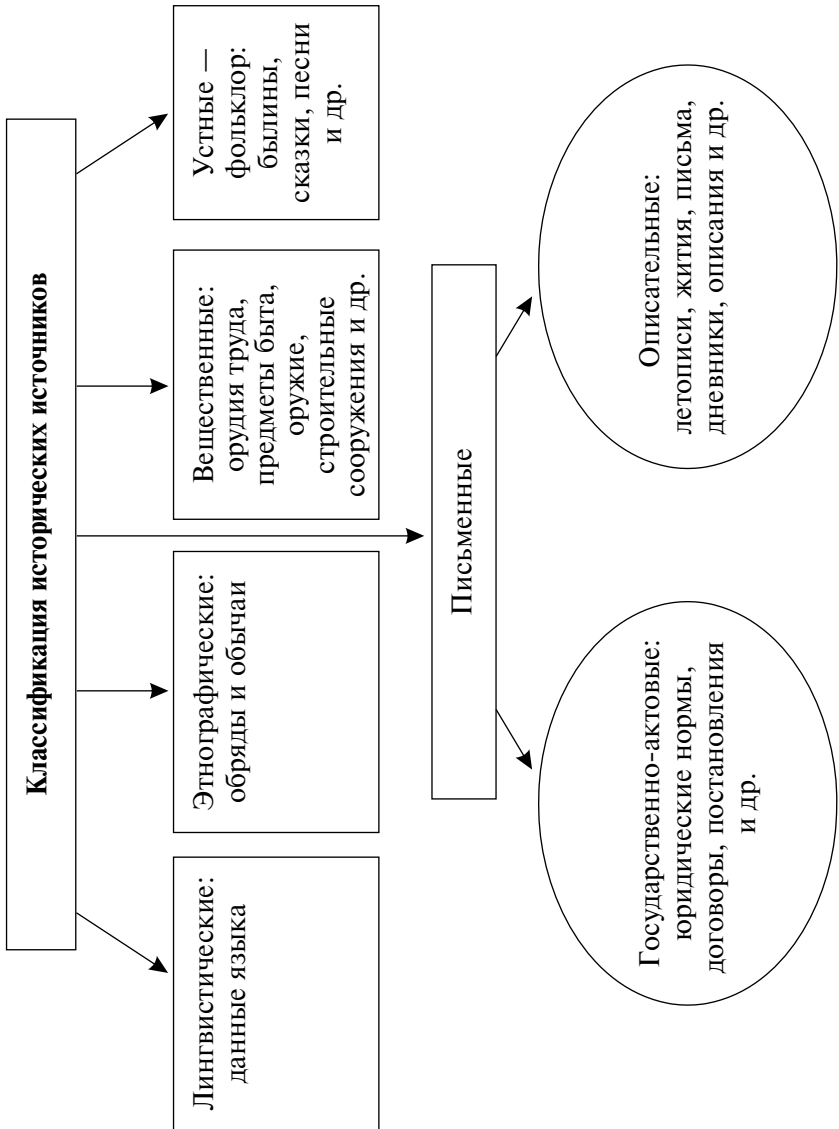 Классификация исторических источников
Лингвистические:
данные языка
Этнографические:
обряды и обычаи
Вещественные:
орудия труда,
предметы быта,
оружие,
строительные
сооружения и др.
Устные —
фольклор:
былины,
сказки, песни
и др.
Письменные
Государственно-актовые:
юридические нормы,
договоры, постановления
и др.
Описательные:
летописи, жития, письма,
дневники, описания и др.